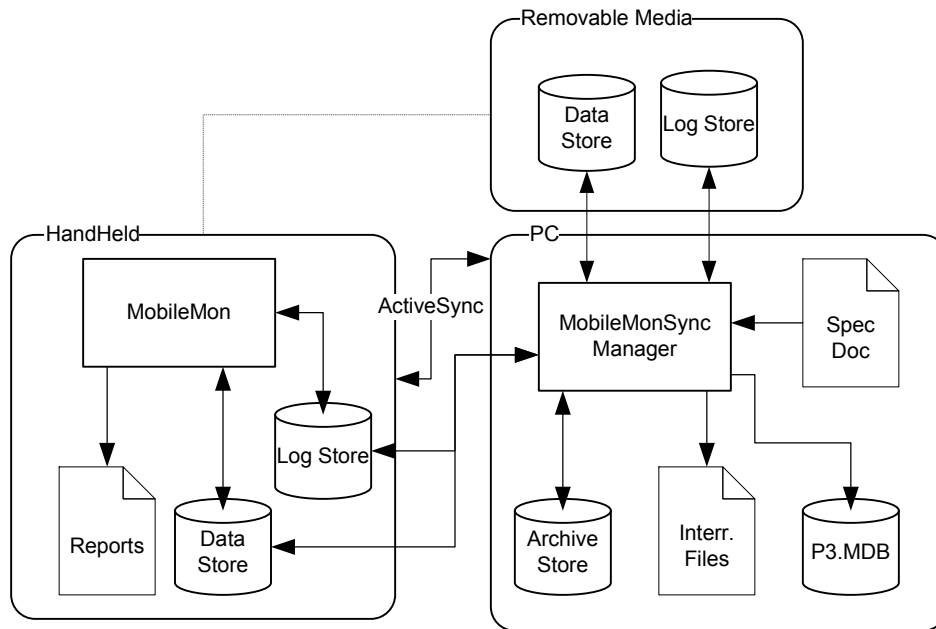 Removable Media
Data
Store
Log Store
HandHeld
MobileMon
Log Store
Reports
Data
Store
ActiveSync
PC
MobileMonSync
Manager
Spec
Doc
Archive
Store
Interr.
Files
P3.MDB